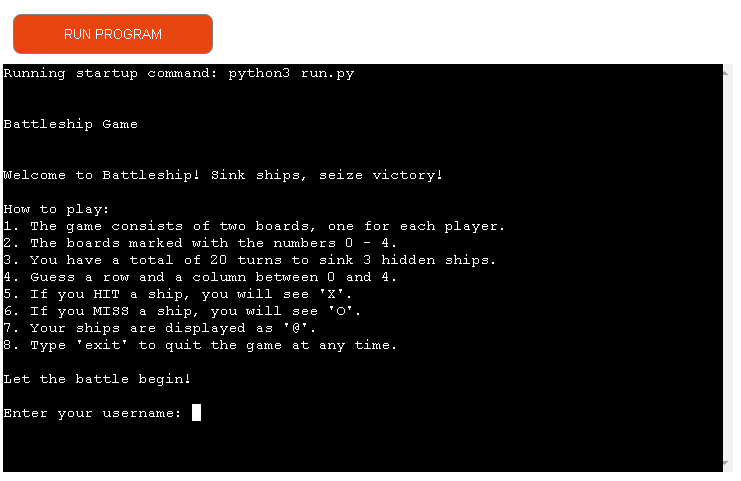 RUN PROGRAM
Running startup command: python3 run.py
Battleship Game
Welcome to Battleship! Sink ships, seize victory!
How to play:
1. The game consists of two boards, one for each player.
2. The boards marked with the numbers 0 - 4.
3. You have a total of 20 turns to sink 3 hidden ships.
4. Guess a row and a column between 0 and 4.
5. If you HIT a ship, you will see 'X'.
6. If you MISS a ship, you will see 'O'.
7. Your ships are displayed as '@'.
8. Type 'exit' to quit the game at any time.
Let the battle begin!
Enter your username: